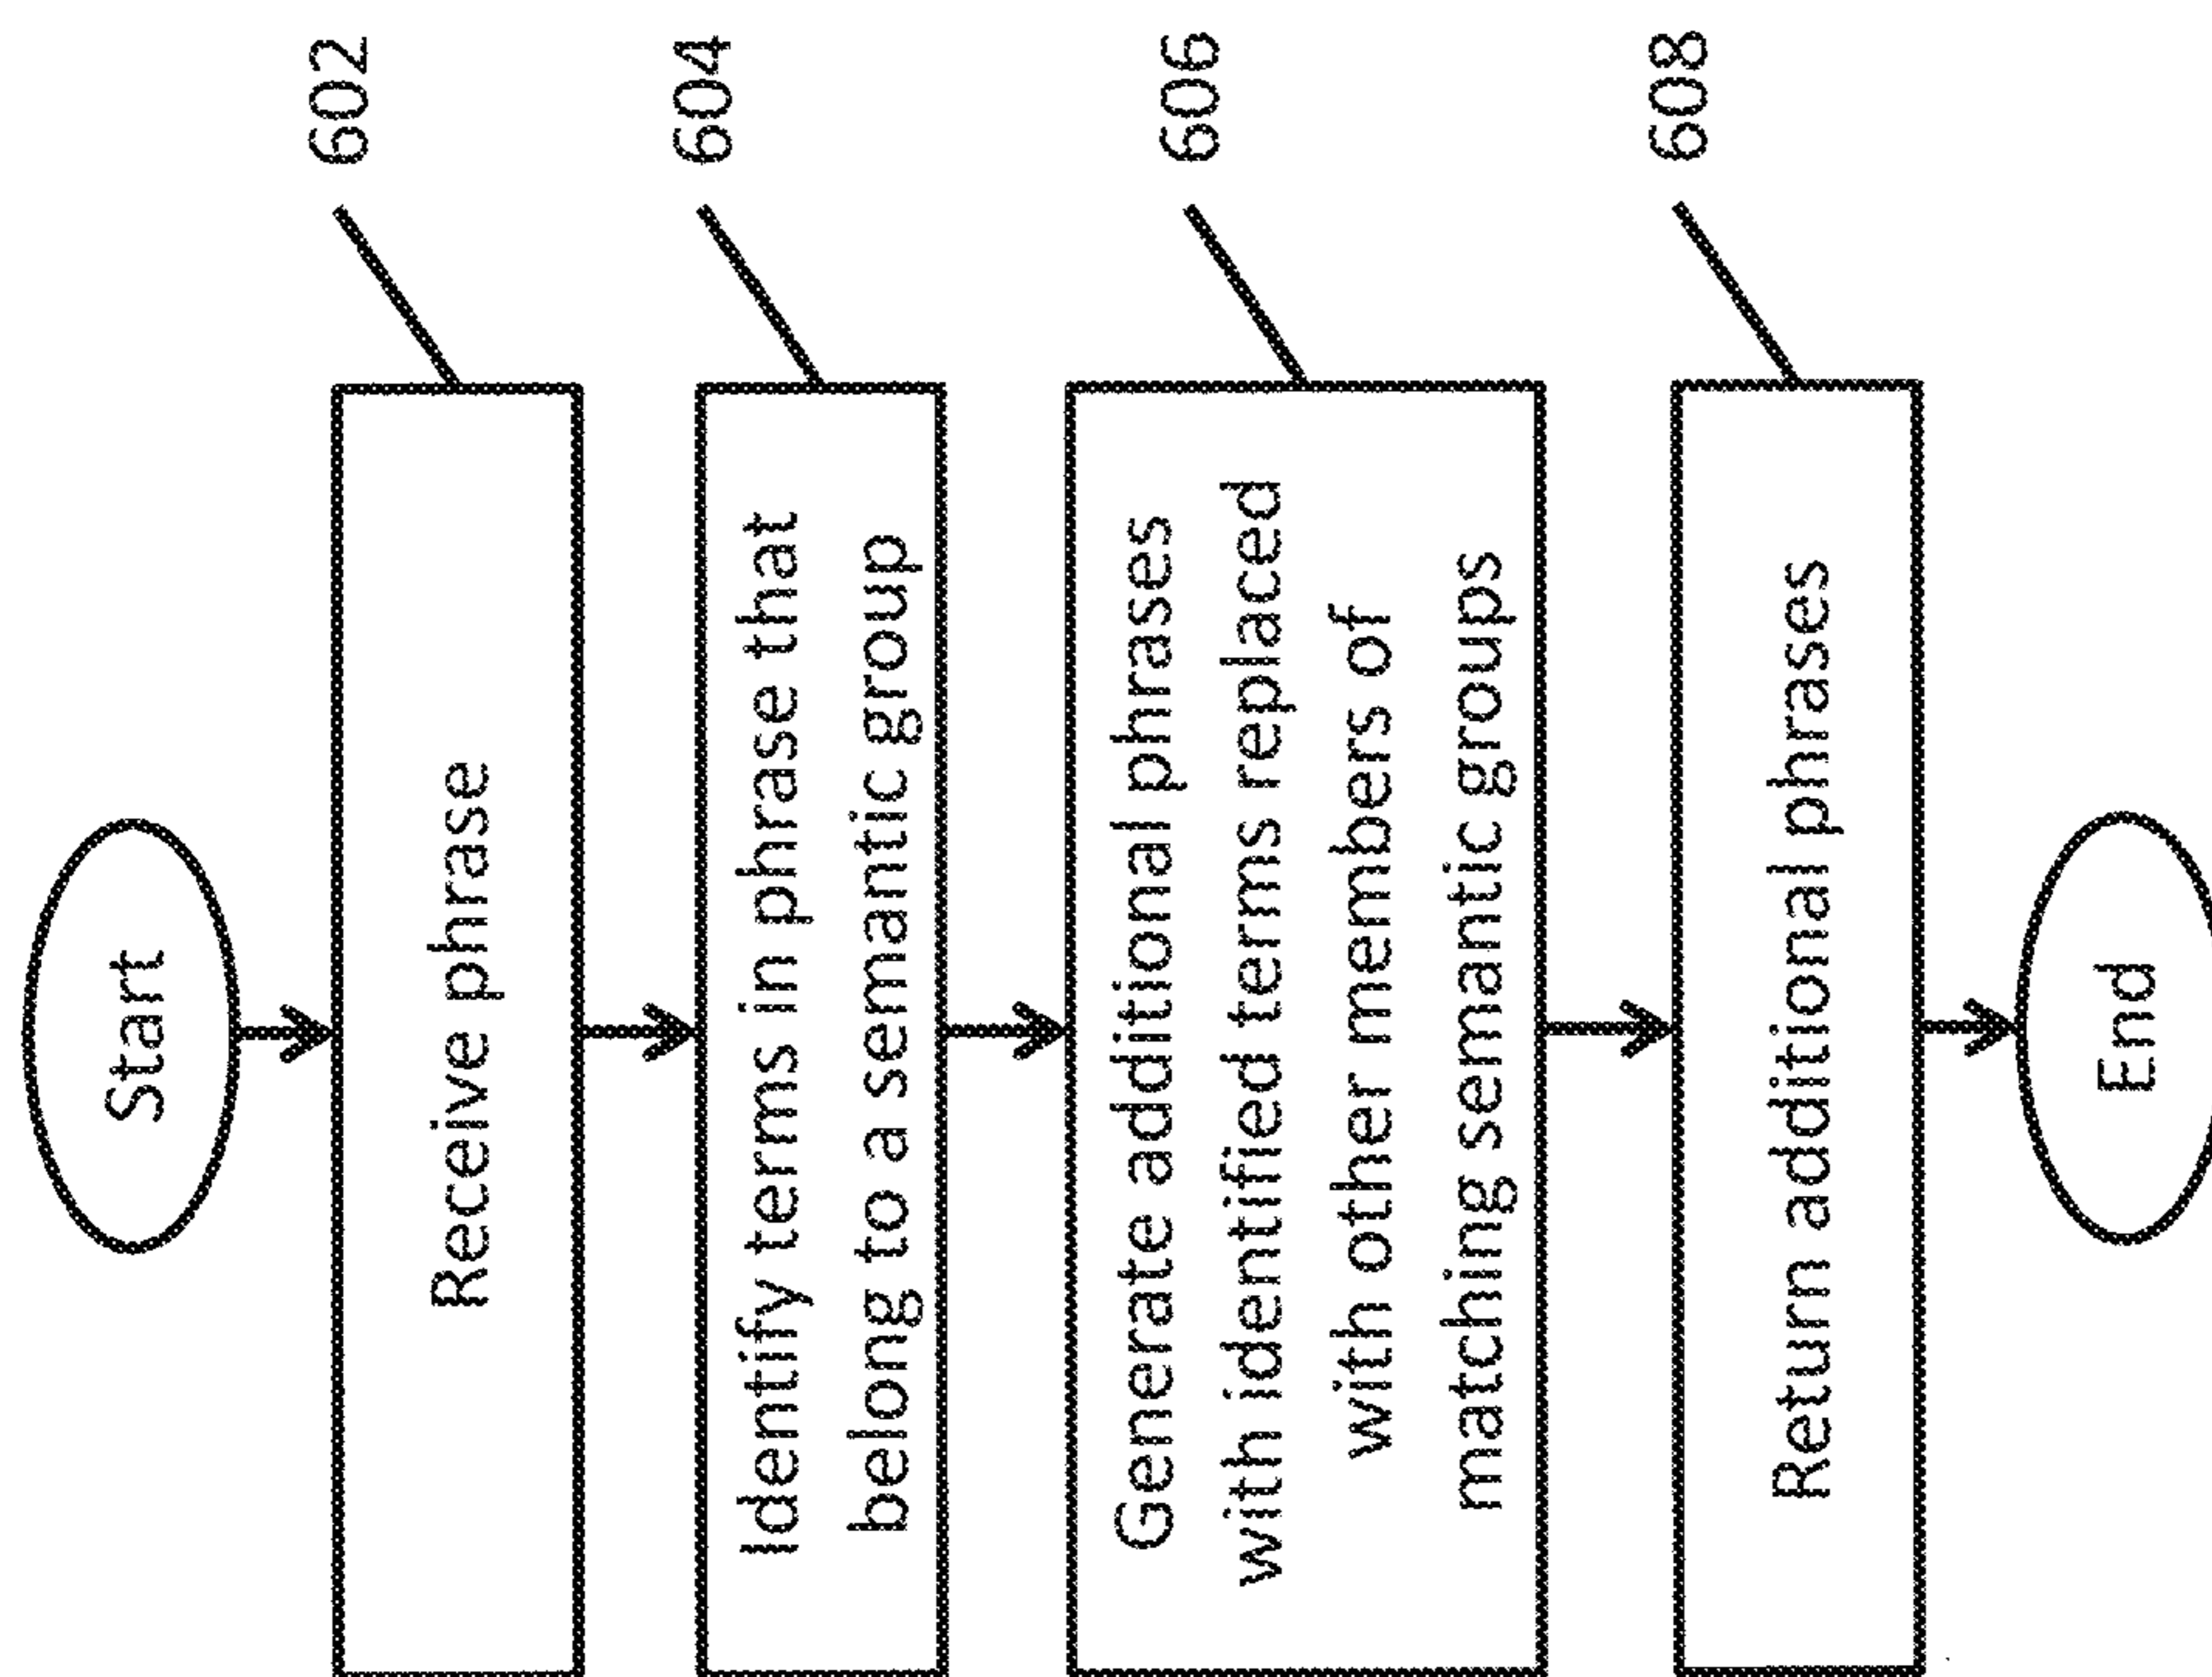 Start
602
Receive phrase
604
Identify terms in phrase that
belong to a semantic group
606
Generate additional phrases
with identified terms replaced
with other members of
matching semantic groups
608
Return additional phrases
End